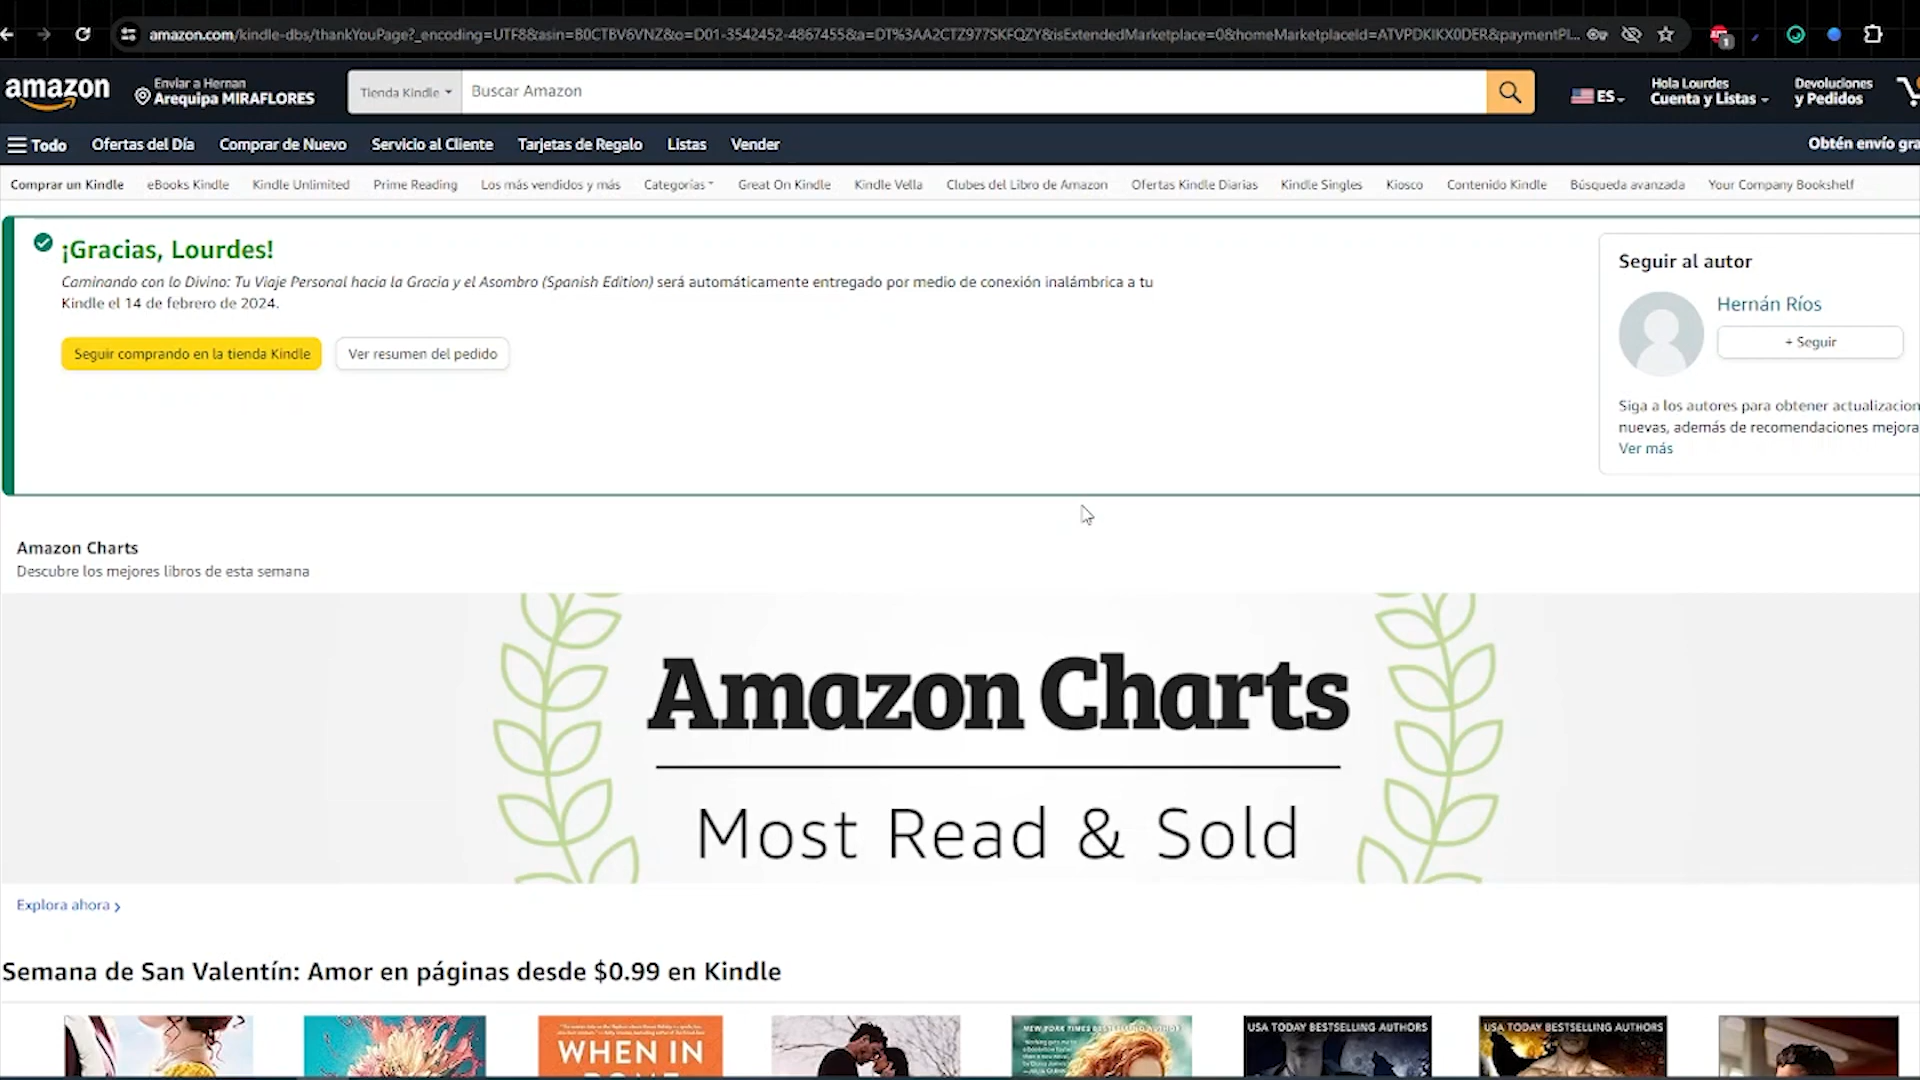 amazon.com/kindle-dbs/thankYouPage?_encoding=UTF8&asin=B0CTBV6VNZ&o=D01-3542452-4867455&a=DT%3AA2CTZ977SKFQZY&isExtendedMarketplace=0&homeMarketplaceId=ATVPDKIKX0DER&paymentPl...
1
amazon
Enviar a Hernan
Arequipa MIRAFLORES
Tienda Kindle
Buscar Amazon
ES
Hola Lourdes
Cuenta y Listas
Devoluciones
y Pedidos
Todo
Ofertas del Día
Comprar de Nuevo
Servicio al Cliente
Tarjetas de Regalo
Listas
Vender
Obtén envío gra
Comprar un Kindle
eBooks Kindle
Kindle Unlimited
Prime Reading
Los más vendidos y más
Categorías
Great On Kindle
Kindle Vella
Clubes del Libro de Amazon
Ofertas Kindle Diarias
Kindle Singles
Kiosco
Contenido Kindle
Búsqueda avanzada
Your Company Bookshelf
¡Gracias, Lourdes!
Caminando con lo Divino: Tu Viaje Personal hacia la Gracia y el Asombro (Spanish Edition) será automáticamente entregado por medio de conexión inalámbrica a tu
Kindle el 14 de febrero de 2024.
Seguir comprando en la tienda Kindle
Ver resumen del pedido
Seguir al autor
Hernán Ríos
+ Seguir
Siga a los autores para obtener actualizacion
nuevas, además de recomendaciones mejora
Ver más
Amazon Charts
Descubre los mejores libros de esta semana
Amazon Charts
Most Read & Sold
Explora ahora
Semana de San Valentín: Amor en páginas desde $0.99 en Kindle
WHEN IN
NEW YORK TIMES BESTSELLING AUTHOR
USA TODAY BESTSELLING AUTHORS
USA TODAY BESTSELLING AUTHORS